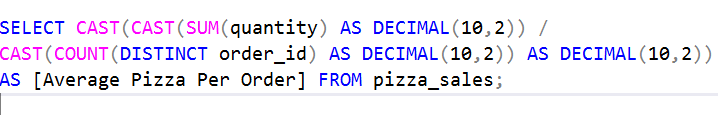 SELECT CAST(CAST(SUM(quantity) AS DECIMAL(10,2)) /
CAST(COUNT(DISTINCT order_id) AS DECIMAL(10,2)) AS DECIMAL(10,2))
AS [Average Pizza Per Order] FROM pizza_sales;